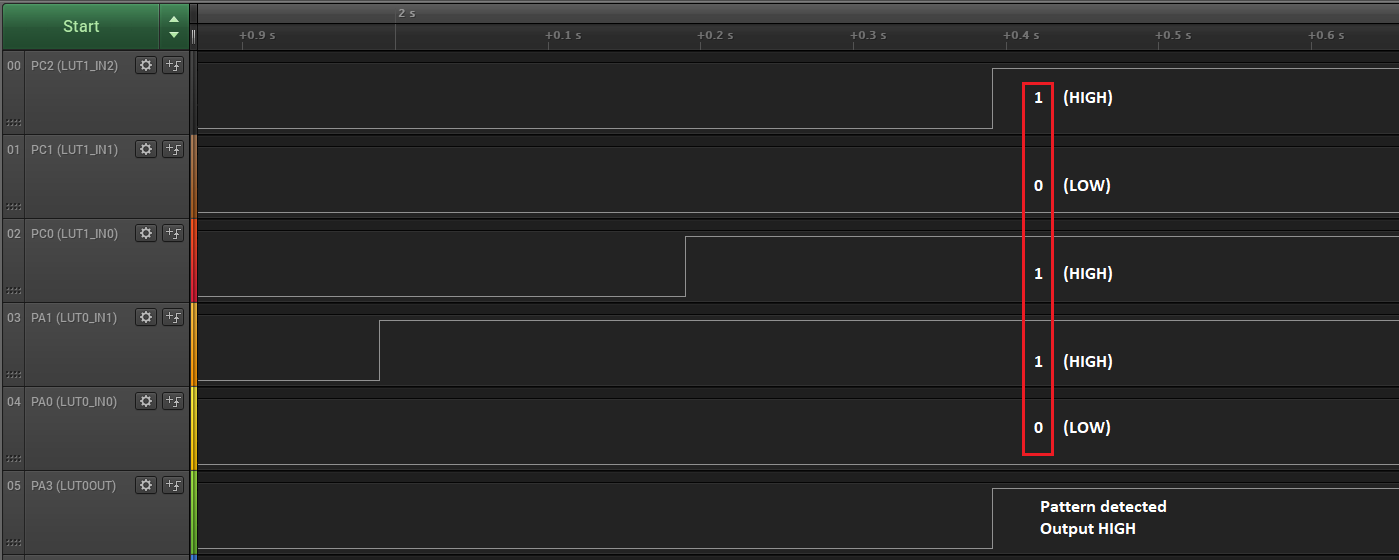 Start
2 s
+0.9 s
+0.1 s
+0.2 s
+0.3 s
+0.4 s
+0.5 s
+0.6 s
00 PC2 (LUT1_IN2)
1 (HIGH)
01 PC1 (LUT1_IN1)
0 (LOW)
02 PC0 (LUT1_IN0)
1 (HIGH)
03 PA1 (LUT0_IN1)
1 (HIGH)
04 PA0 (LUT0_IN0)
0 (LOW)
05 PA3 (LUT0OUT)
Pattern detected
Output HIGH